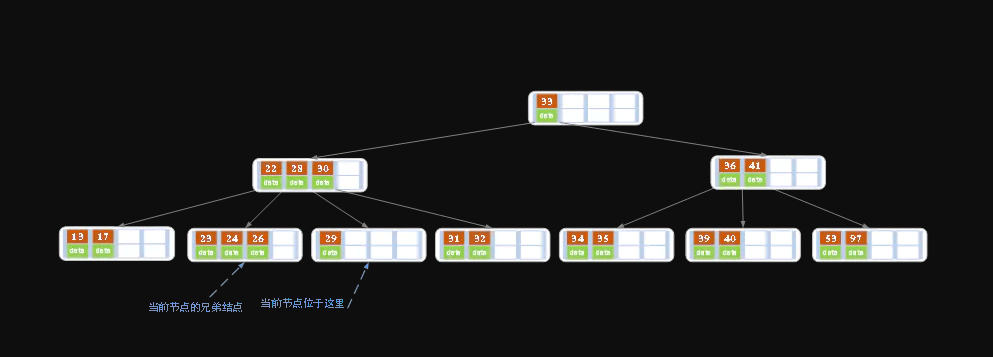 33
data
22 28 30
data data data
36 41
data data
13 17
data data
23 24 26
data data data
29
data
31 32
data data
34 35
data data
39 40
data data
53 97
data data
当前节点的兄弟结点
当前节点位于这里